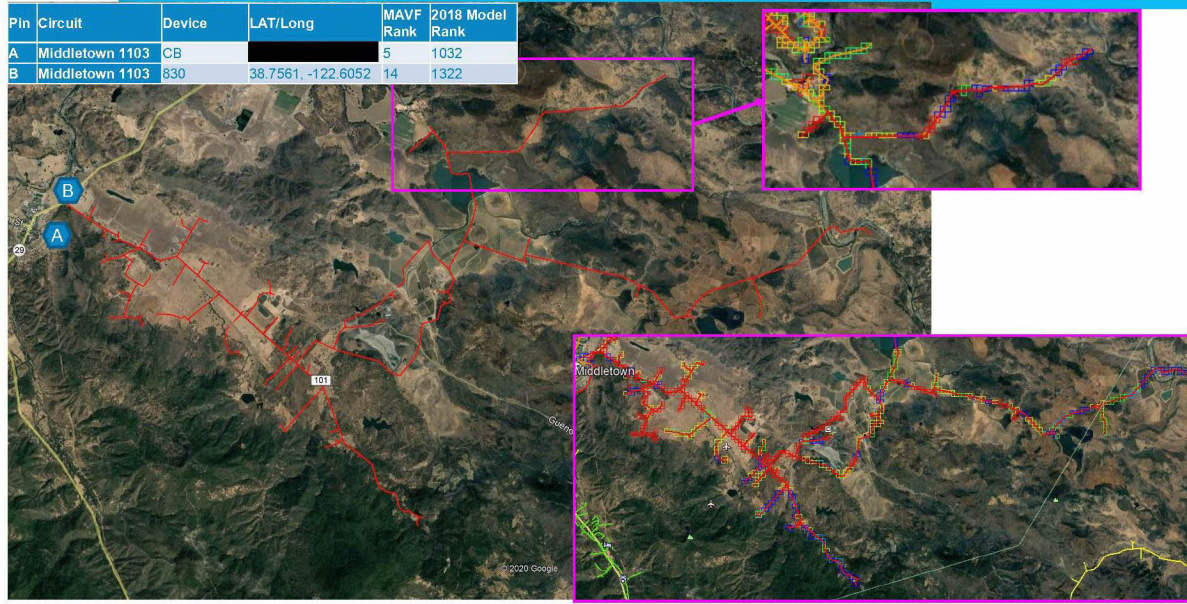 Pin Circuit Device LAT/Long MAVF Rank 2018 Model Rank
A Middletown 1103 CB 5 1032
B Middletown 1103 830 38.7561, -122.6052 14 1322
B
A
29
101
Gueno
© 2020 Google
Middletown